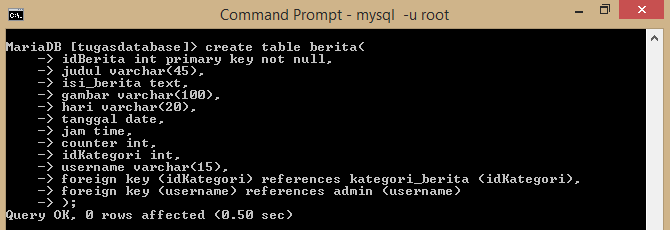 Command Prompt - mysql  -u root
MariaDB [tugasdatabase]> create table berita(
    -> idBerita int primary key not null,
    -> judul varchar(45),
    -> isi_berita text,
    -> gambar varchar(100),
    -> hari varchar(20),
    -> tanggal date,
    -> jam time,
    -> counter int,
    -> idKategori int,
    -> username varchar(15),
    -> foreign key (idKategori) references kategori_berita (idKategori),
    -> foreign key (username) references admin (username)
    -> );
Query OK, 0 rows affected (0.50 sec)